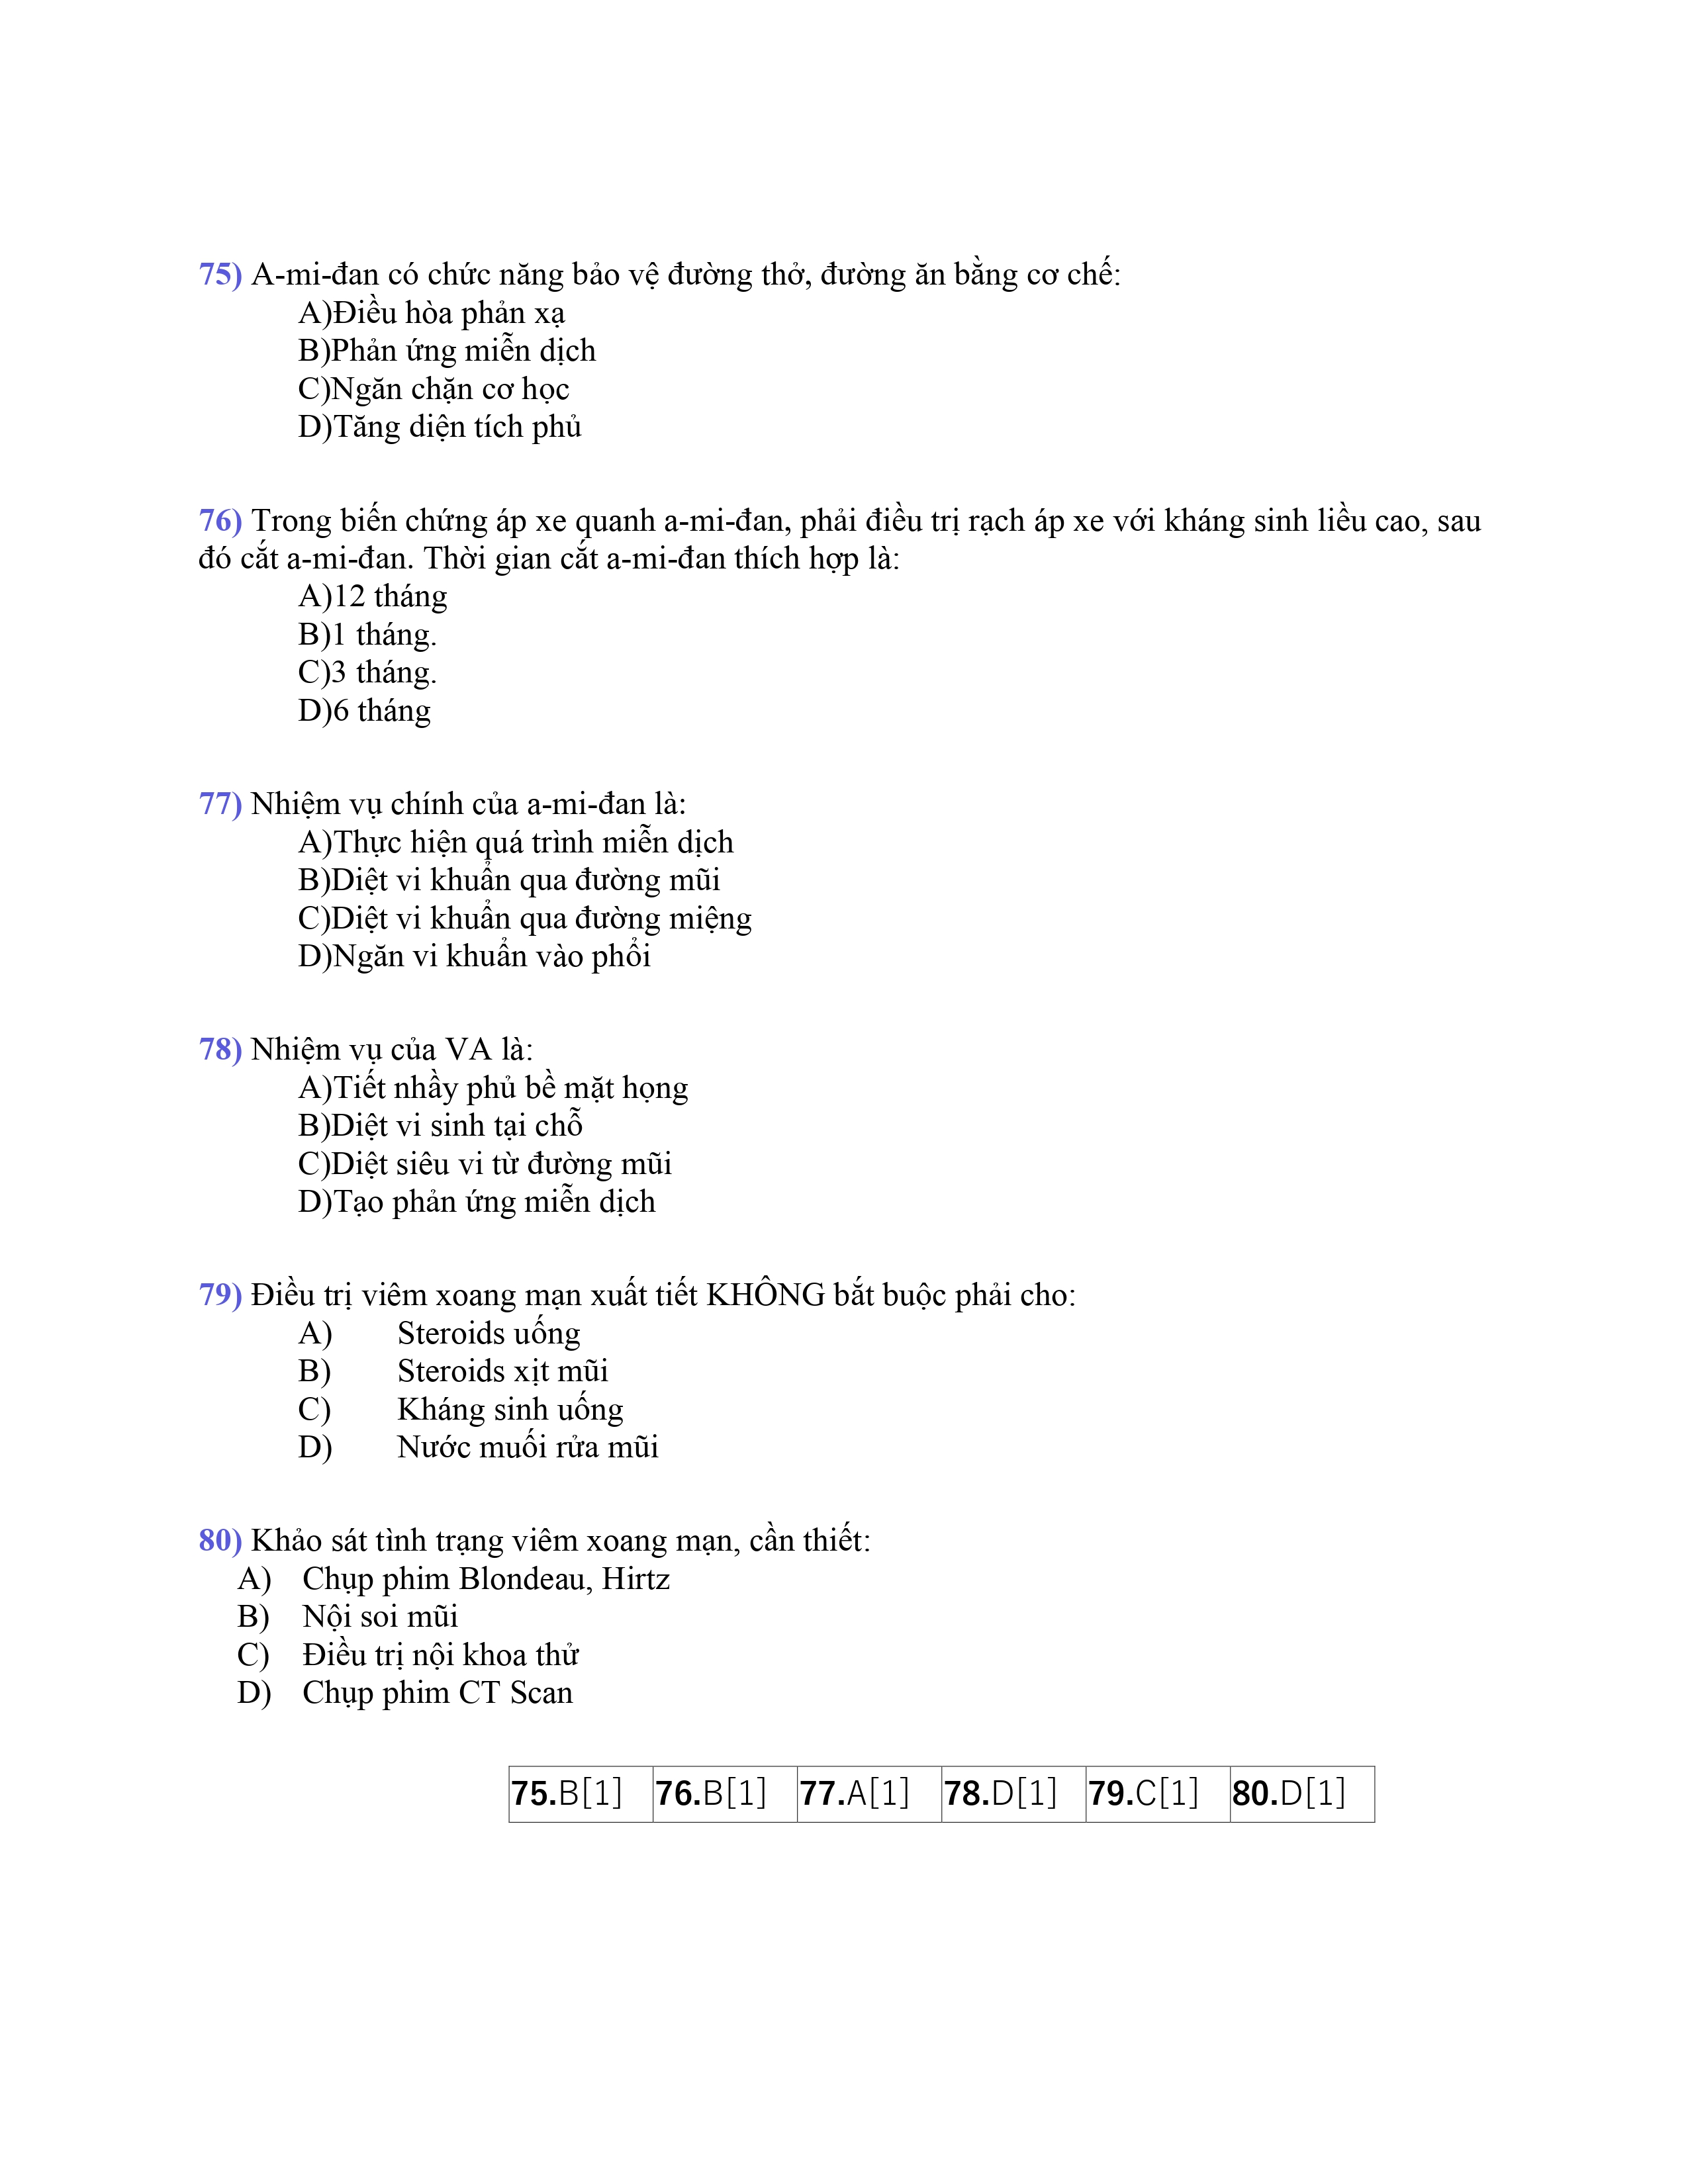 75) A-mi-đan có chức năng bảo vệ đường thở, đường ăn bằng cơ chế:
A)Điều hòa phản xạ
B)Phản ứng miễn dịch
C)Ngăn chặn cơ học
D)Tăng diện tích phủ
76) Trong biến chứng áp xe quanh a-mi-đan, phải điều trị rạch áp xe với kháng sinh liều cao, sau
đó cắt a-mi-đan. Thời gian cắt a-mi-đan thích hợp là:
A)12 tháng
B)1 tháng.
C)3 tháng.
D)6 tháng
77) Nhiệm vụ chính của a-mi-đan là:
A)Thực hiện quá trình miễn dịch
B)Diệt vi khuẩn qua đường mũi
C)Diệt vi khuẩn qua đường miệng
D)Ngăn vi khuẩn vào phổi
78) Nhiệm vụ của VA là:
A)Tiết nhầy phủ bề mặt họng
B)Diệt vi sinh tại chỗ
C)Diệt siêu vi từ đường mũi
D)Tạo phản ứng miễn dịch
79) Điều trị viêm xoang mạn xuất tiết KHÔNG bắt buộc phải cho:
A) Steroids uống
B) Steroids xịt mũi
C) Kháng sinh uống
D) Nước muối rửa mũi
80) Khảo sát tình trạng viêm xoang mạn, cần thiết:
A) Chụp phim Blondeau, Hirtz
B) Nội soi mũi
C) Điều trị nội khoa thử
D) Chụp phim CT Scan
75.B[1] 76.B[1] 77.A[1] 78.D[1] 79.C[1] 80.D[1]